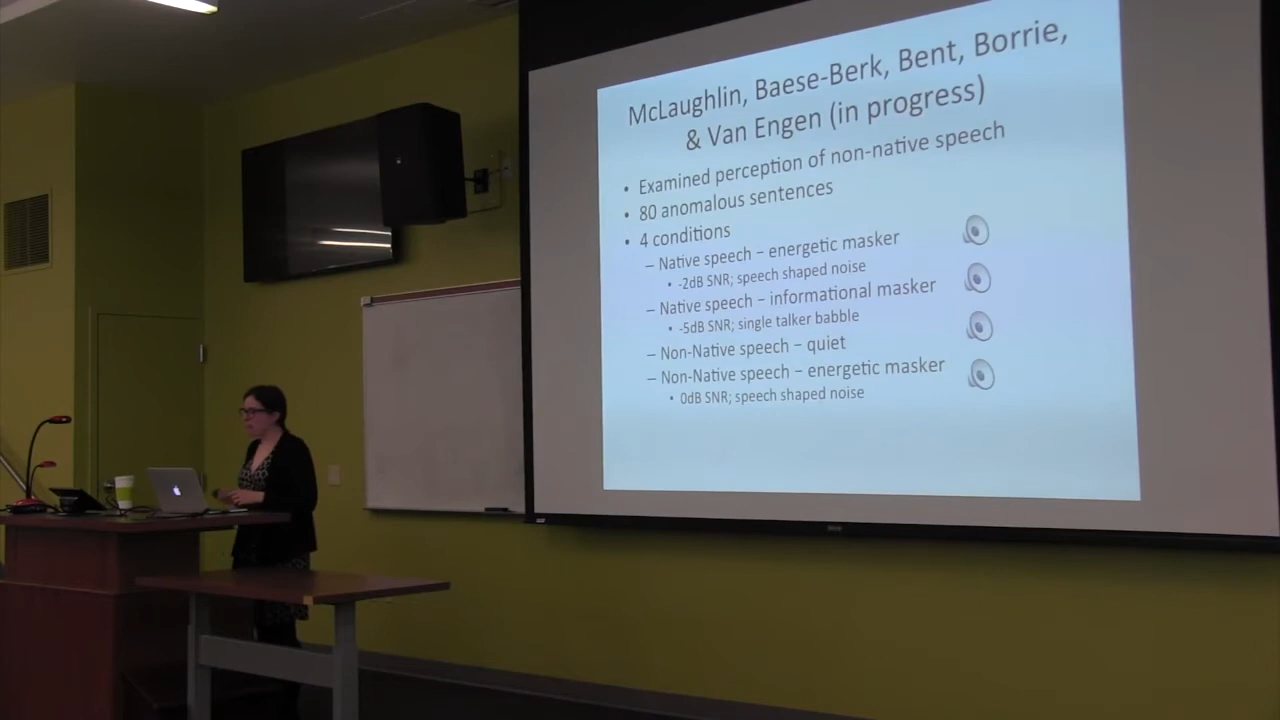 McLaughlin, Baese-Berk, Bent, Borrie,
& Van Engen (in progress)
• Examined perception of non-native speech
• 80 anomalous sentences
• 4 conditions
– Native speech – energetic masker
• -2dB SNR; speech shaped noise
– Native speech – informational masker
• -5dB SNR; single talker babble
– Non-Native speech – quiet
– Non-Native speech – energetic masker
• 0dB SNR; speech shaped noise